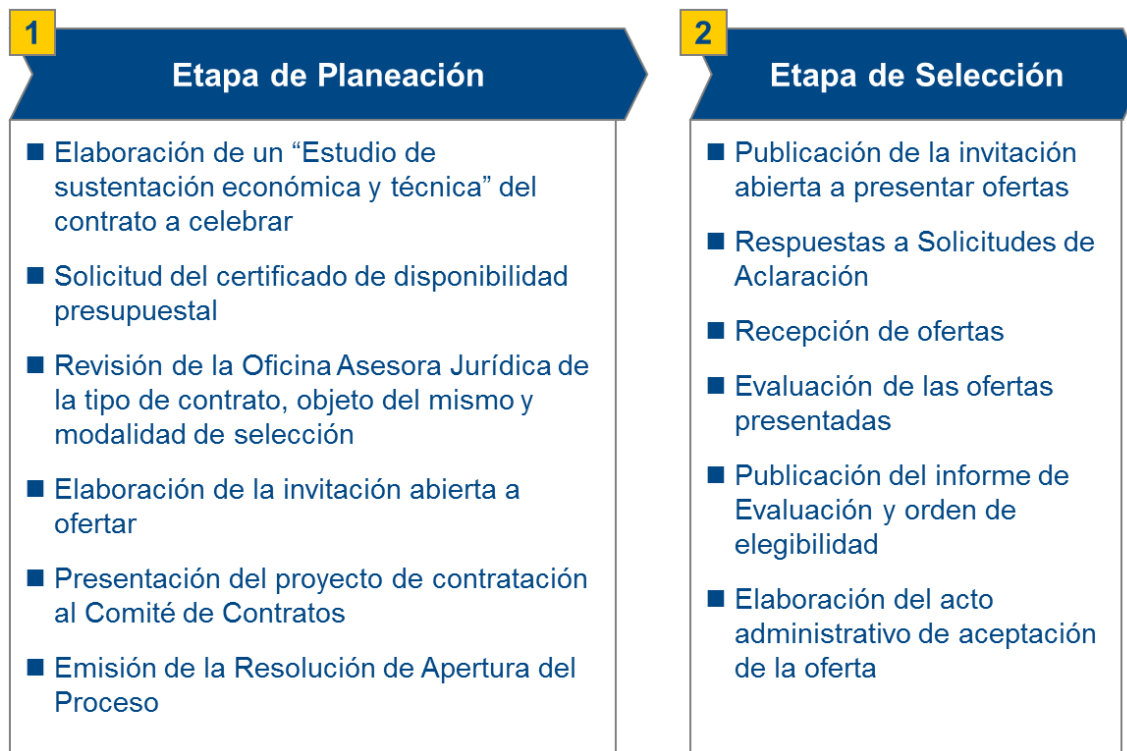 1
Etapa de Planeación
■ Elaboración de un “Estudio de
sustentación económica y técnica” del
contrato a celebrar
■ Solicitud del certificado de disponibilidad
presupuestal
■ Revisión de la Oficina Asesora Jurídica de
la tipo de contrato, objeto del mismo y
modalidad de selección
■ Elaboración de la invitación abierta a
ofertar
■ Presentación del proyecto de contratación
al Comité de Contratos
■ Emisión de la Resolución de Apertura del
Proceso
2
Etapa de Selección
■ Publicación de la invitación
abierta a presentar ofertas
■ Respuestas a Solicitudes de
Aclaración
■ Recepción de ofertas
■ Evaluación de las ofertas
presentadas
■ Publicación del informe de
Evaluación y orden de
elegibilidad
■ Elaboración del acto
administrativo de aceptación
de la oferta